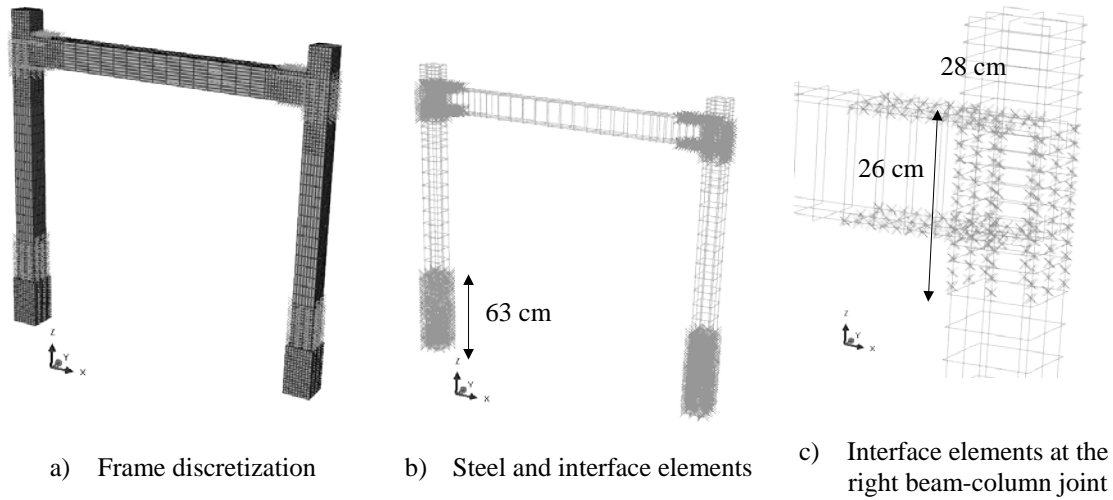 28 cm
26 cm
63 cm
Z
Y
X
Z
Y
X
Z
Y
X
a) Frame discretization
b) Steel and interface elements
c) Interface elements at the
right beam-column joint